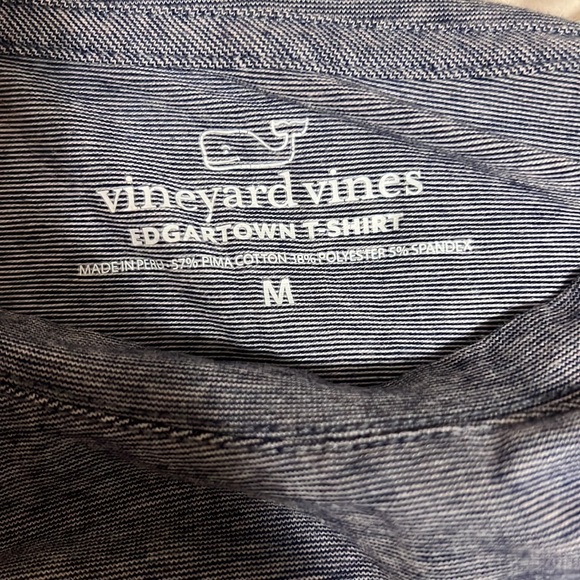 vineyard vines
EDGARTOWN T-SHIRT
MADE IN PERU 57% PIMA COTTON 38% POLYESTER 5% SPANDEX
M